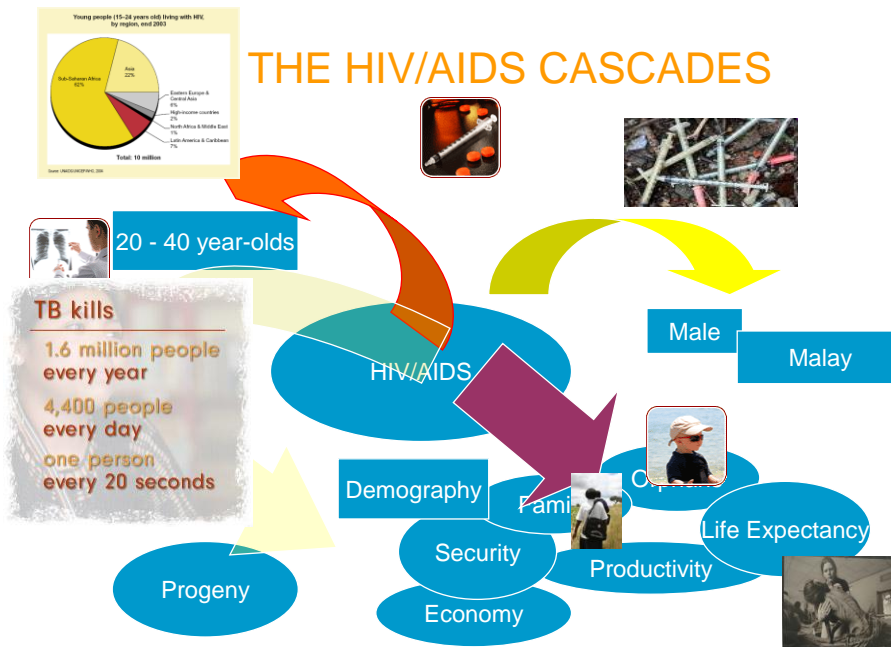 Young people (15–24 years old) living with HIV,
by region, end 2003
Asia
22%
Sub-Saharan Africa
62%
Eastern Europe &
Central Asia
6%
High-income countries
2%
North Africa & Middle East
1%
Latin America & Caribbean
7%
Total: 10 million
THE HIV/AIDS CASCADES
20 - 40 year-olds
TB kills
1.6 million people
every year
4,400 people
every day
one person
every 20 seconds
HIV/AIDS
Male
Malay
Demography
Life Expectancy
Security
Productivity
Progeny
Economy